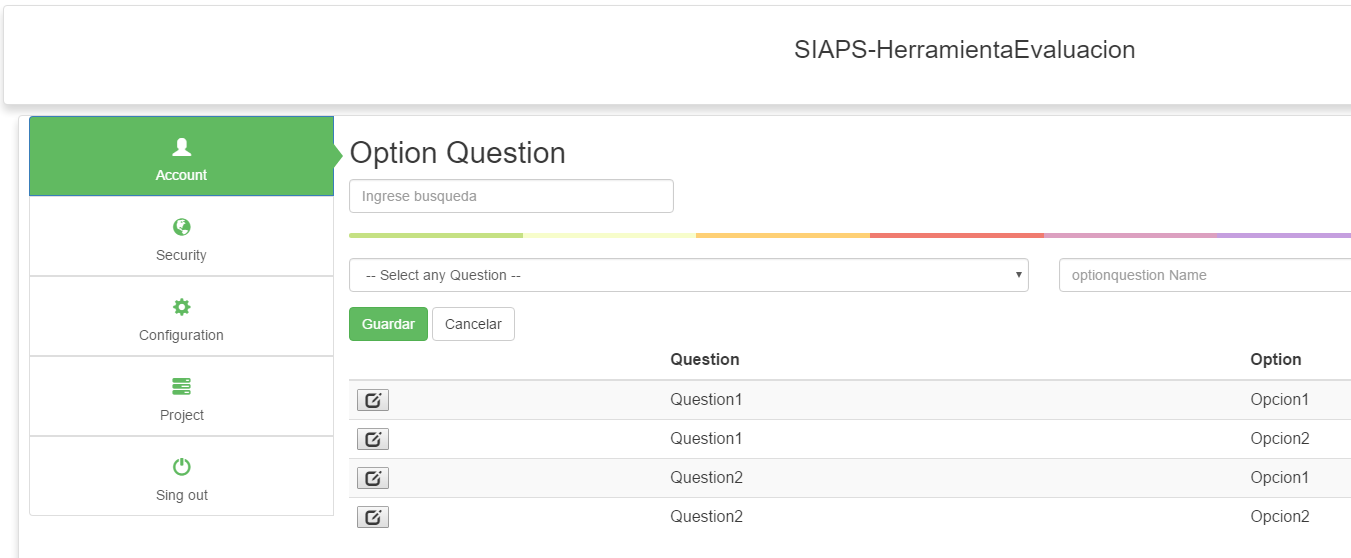 SIAPS-HerramientaEvaluacion
Account
Security
Configuration
Project
Sing out
Option Question
Ingrese busqueda
-- Select any Question -- optionquestion Name
Guardar Cancelar
Question Option
Question1 Opcion1
Question1 Opcion2
Question2 Opcion1
Question2 Opcion2